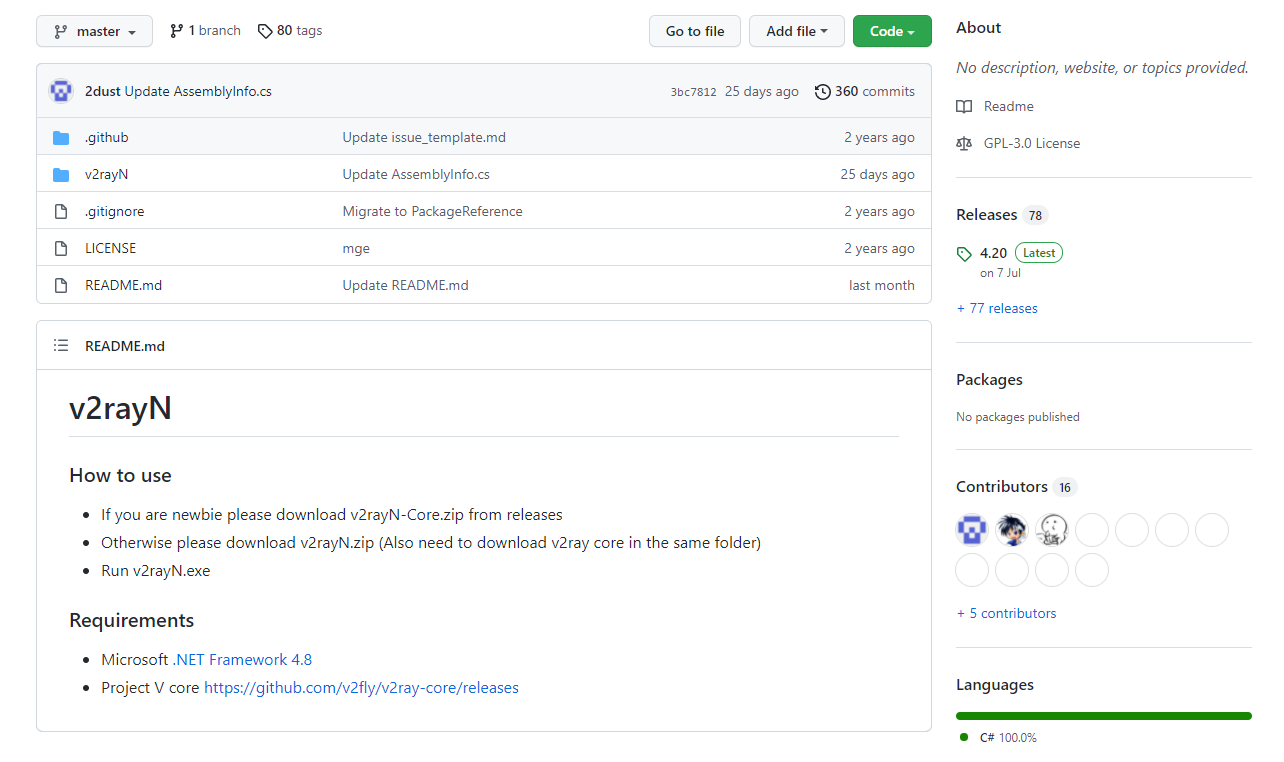 master
1 branch
80 tags
Go to file
Add file
Code
2dust Update AssemblyInfo.cs
3bc7812 25 days ago
360 commits
.github Update issue_template.md 2 years ago
v2rayN Update AssemblyInfo.cs 25 days ago
.gitignore Migrate to PackageReference 2 years ago
LICENSE mge 2 years ago
README.md Update README.md last month
README.md
v2rayN
How to use
If you are newbie please download v2rayN-Core.zip from releases
Otherwise please download v2rayN.zip (Also need to download v2ray core in the same folder)
Run v2rayN.exe
Requirements
Microsoft .NET Framework 4.8
Project V core https://github.com/v2fly/v2ray-core/releases
About
No description, website, or topics provided.
Readme
GPL-3.0 License
Releases 78
4.20 Latest
on 7 Jul
+ 77 releases
Packages
No packages published
Contributors 16
+ 5 contributors
Languages
C# 100.0%